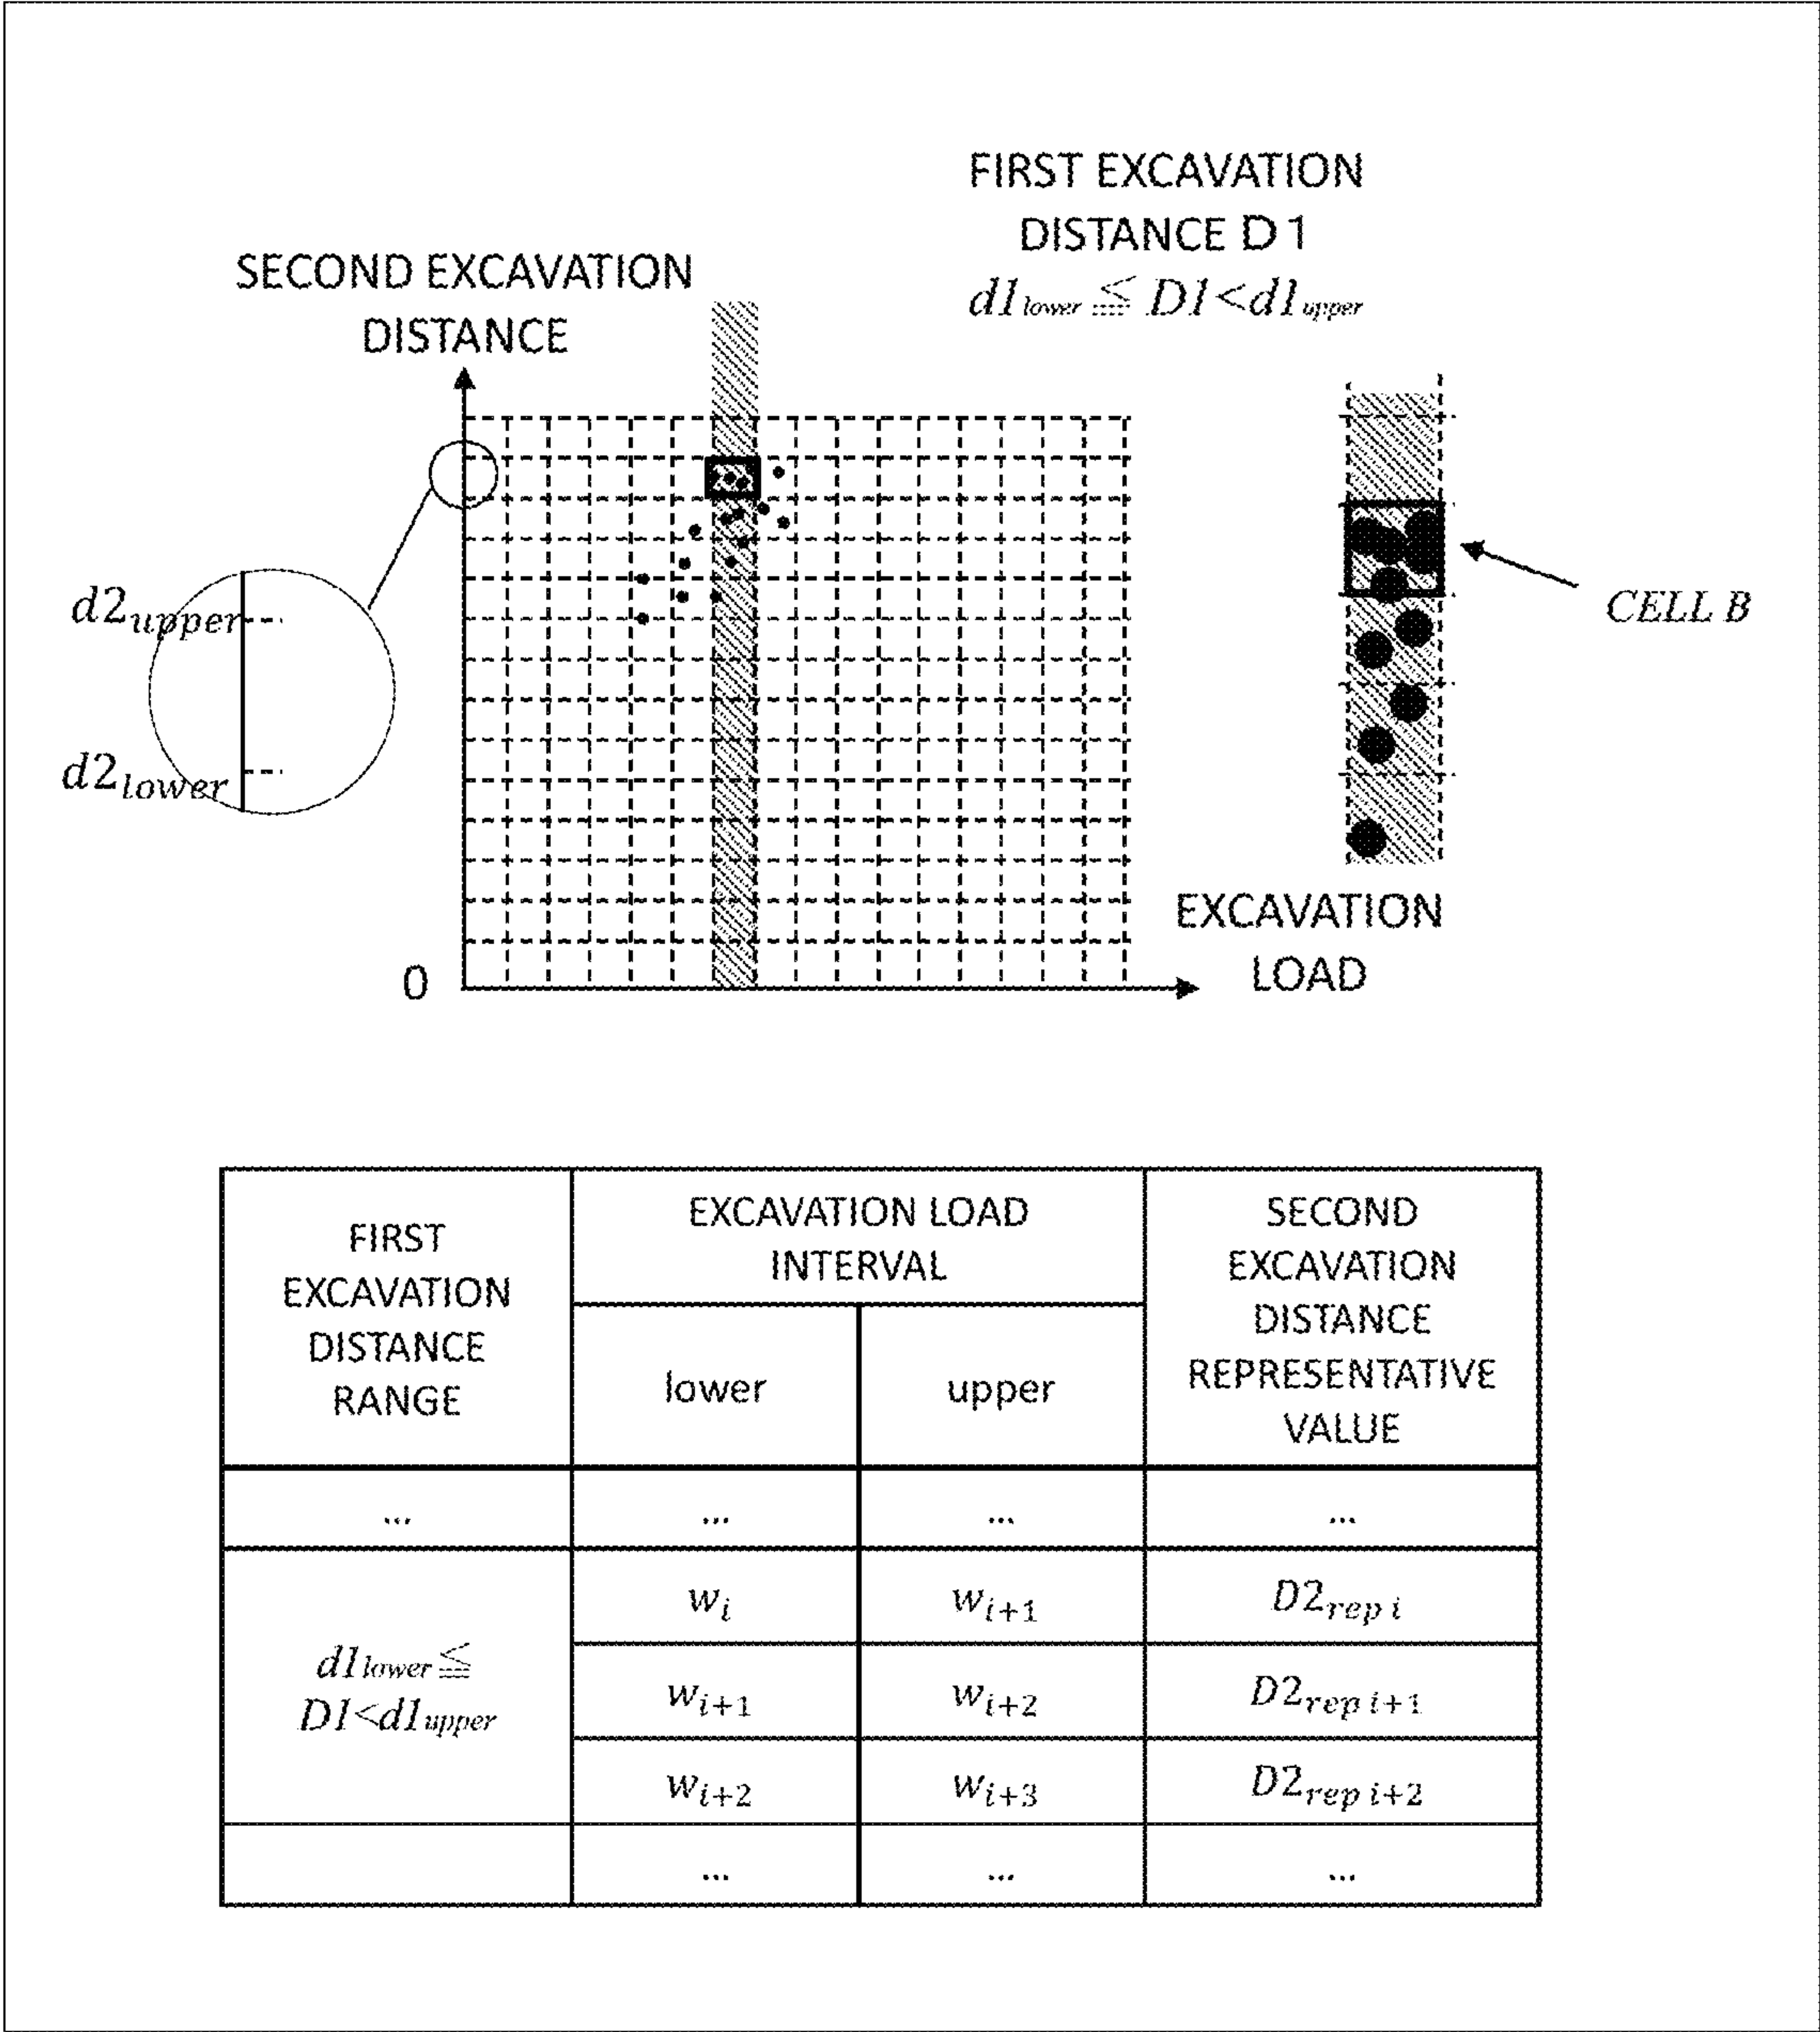 FIRST EXCAVATION
DISTANCE D1
d1lower ≦ D1<d1upper
SECOND EXCAVATION
DISTANCE
d2upper
d2lower
CELL B
0
EXCAVATION
LOAD
FIRST
EXCAVATION
DISTANCE
RANGE
EXCAVATION LOAD
INTERVAL
lower
upper
SECOND
EXCAVATION
DISTANCE
REPRESENTATIVE
VALUE
... ... ... ...
d1lower≦
D1<d1upper
wi wi+1 D2rep i
wi+1 wi+2 D2rep i+1
wi+2 wi+3 D2rep i+2
... ... ...